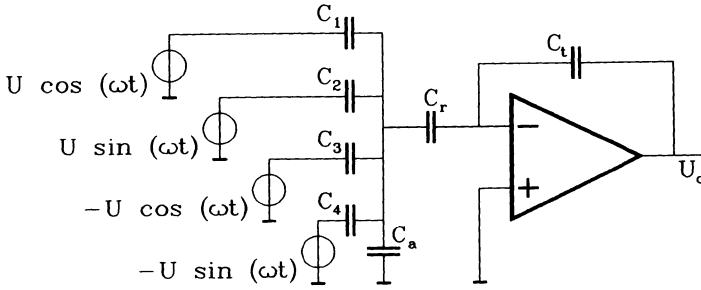 C₁
U cos (ωt)
C₂
U sin (ωt)
C₃
-U cos (ωt)
C₄
-U sin (ωt)
Cₐ
Cᵣ
Cₜ
−
+
U₀